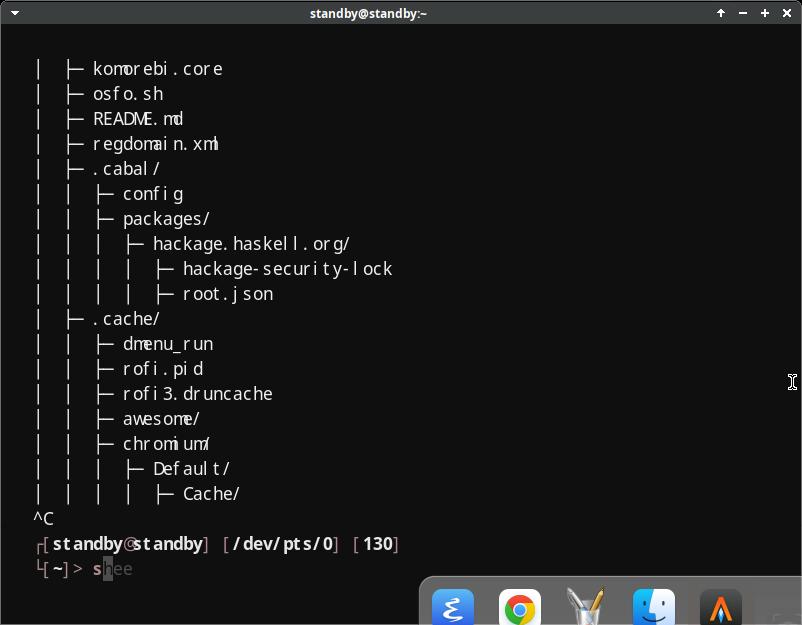 standby@standby:~
│ ├─ komorebi.core
│ ├─ osfo.sh
│ ├─ README.md
│ ├─ regdomain.xml
│ ├─ .cabal/
│ │ ├─ config
│ │ ├─ packages/
│ │ │ ├─ hackage.haskell.org/
│ │ │ │ ├─ hackage-security-lock
│ │ │ │ ├─ root.json
│ ├─ .cache/
│ │ ├─ dmenu_run
│ │ ├─ rofi.pid
│ │ ├─ rofi3.druncache
│ │ ├─ awesome/
│ │ ├─ chromium/
│ │ │ ├─ Default/
│ │ │ │ ├─ Cache/
^C
┌[standby@standby] [/dev/pts/0] [130]
└[~]> shee